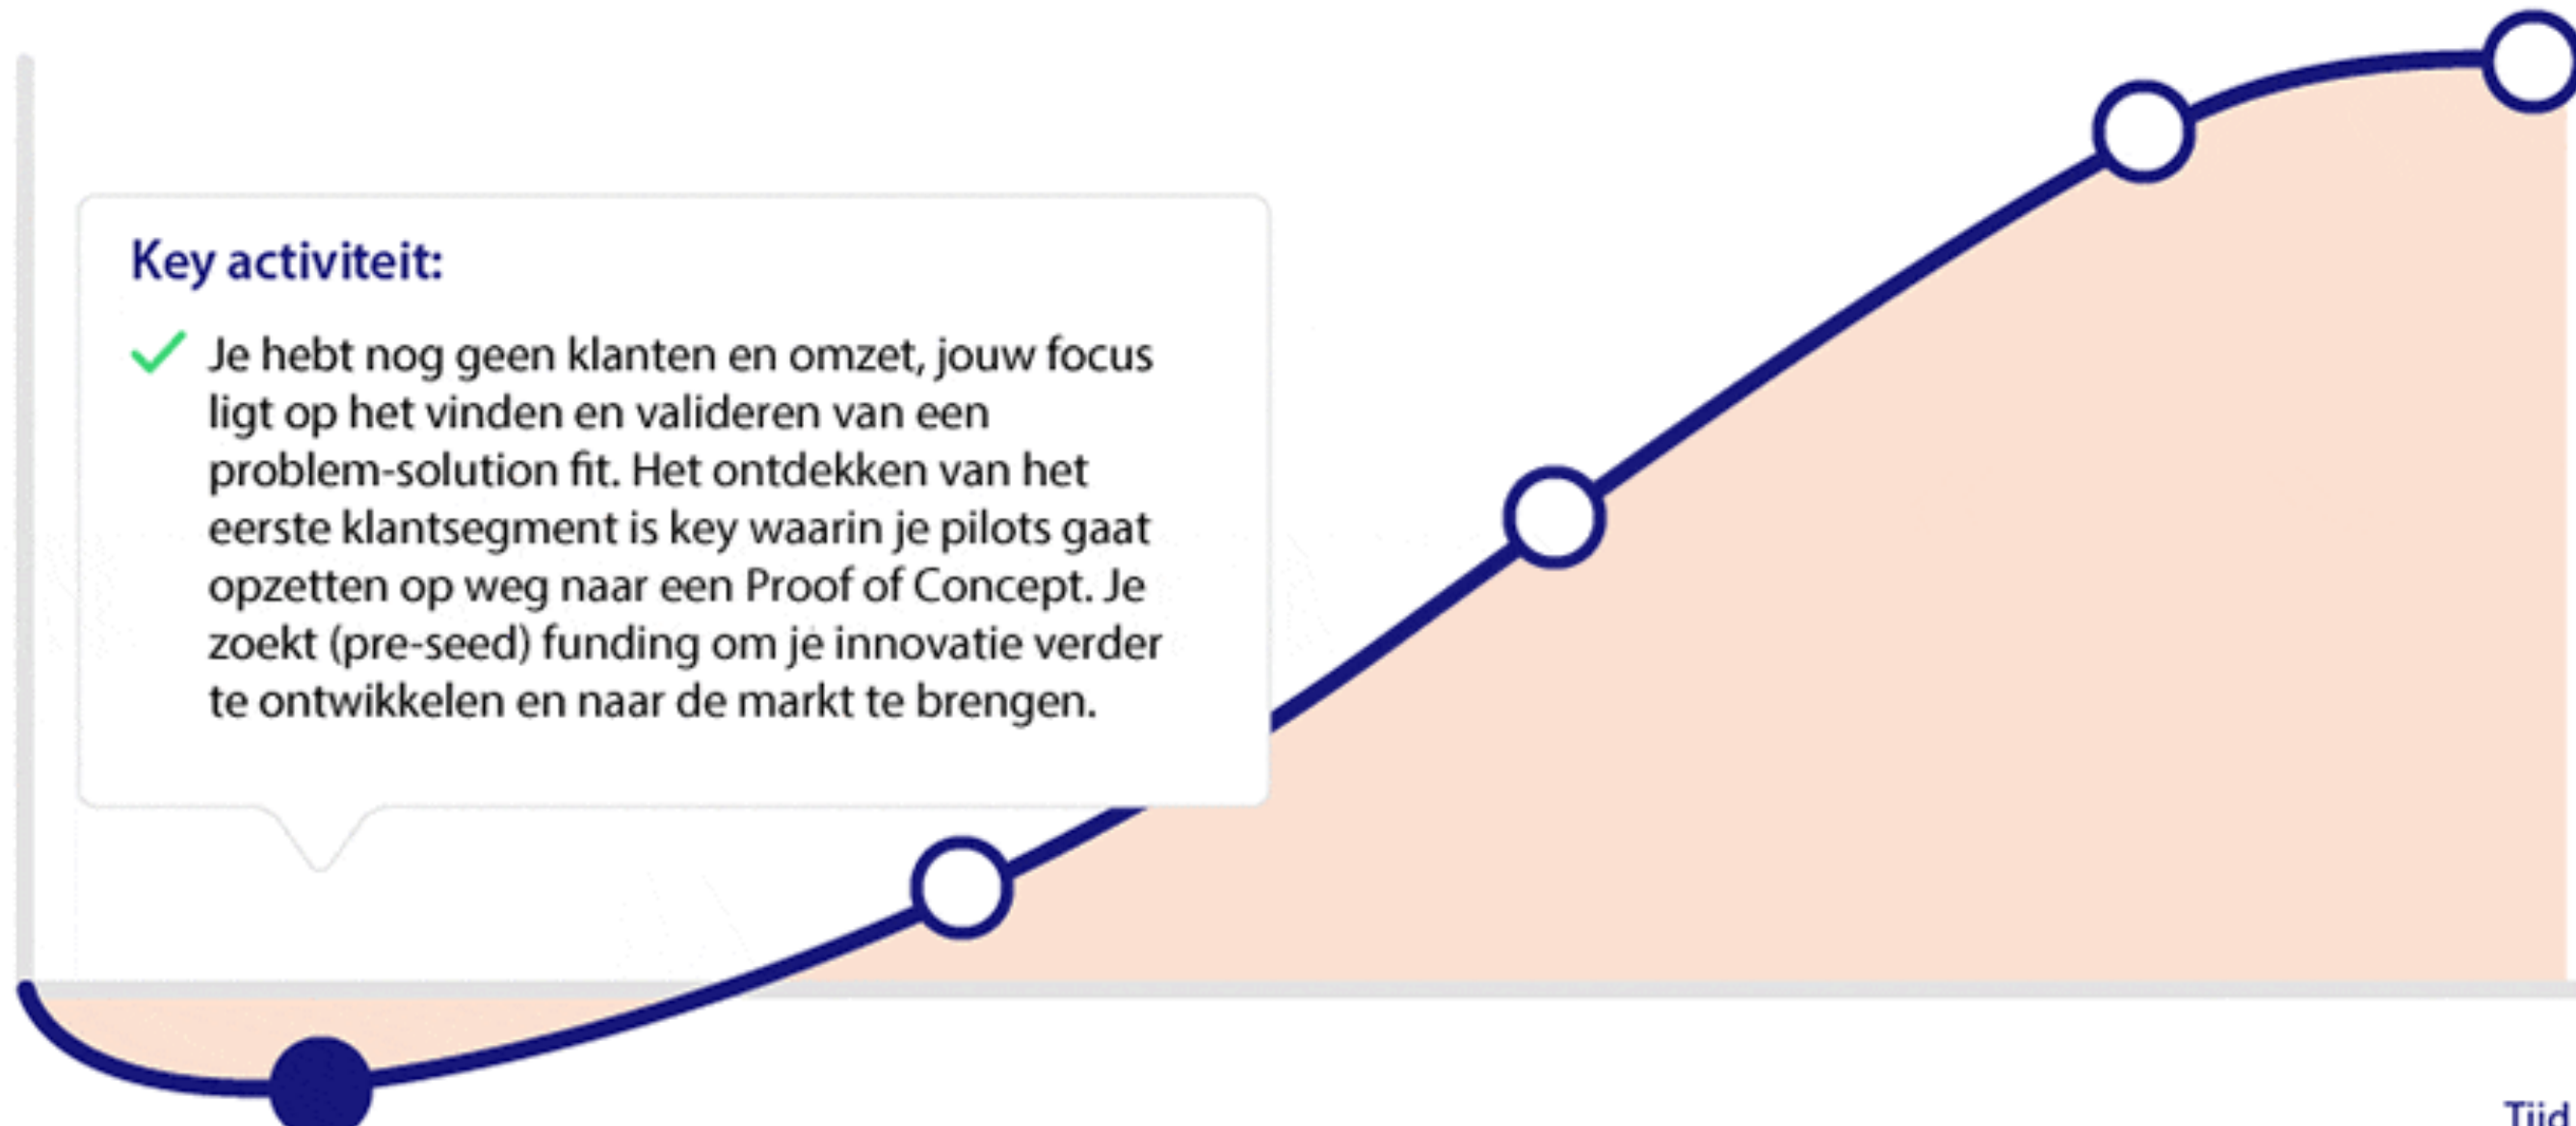 Key activiteit:
Je hebt nog geen klanten en omzet, jouw focus
ligt op het vinden en valideren van een
problem-solution fit. Het ontdekken van het
eerste klantsegment is key waarin je pilots gaat
opzetten op weg naar een Proof of Concept. Je
zoekt (pre-seed) funding om je innovatie verder
te ontwikkelen en naar de markt te brengen.
Tijd